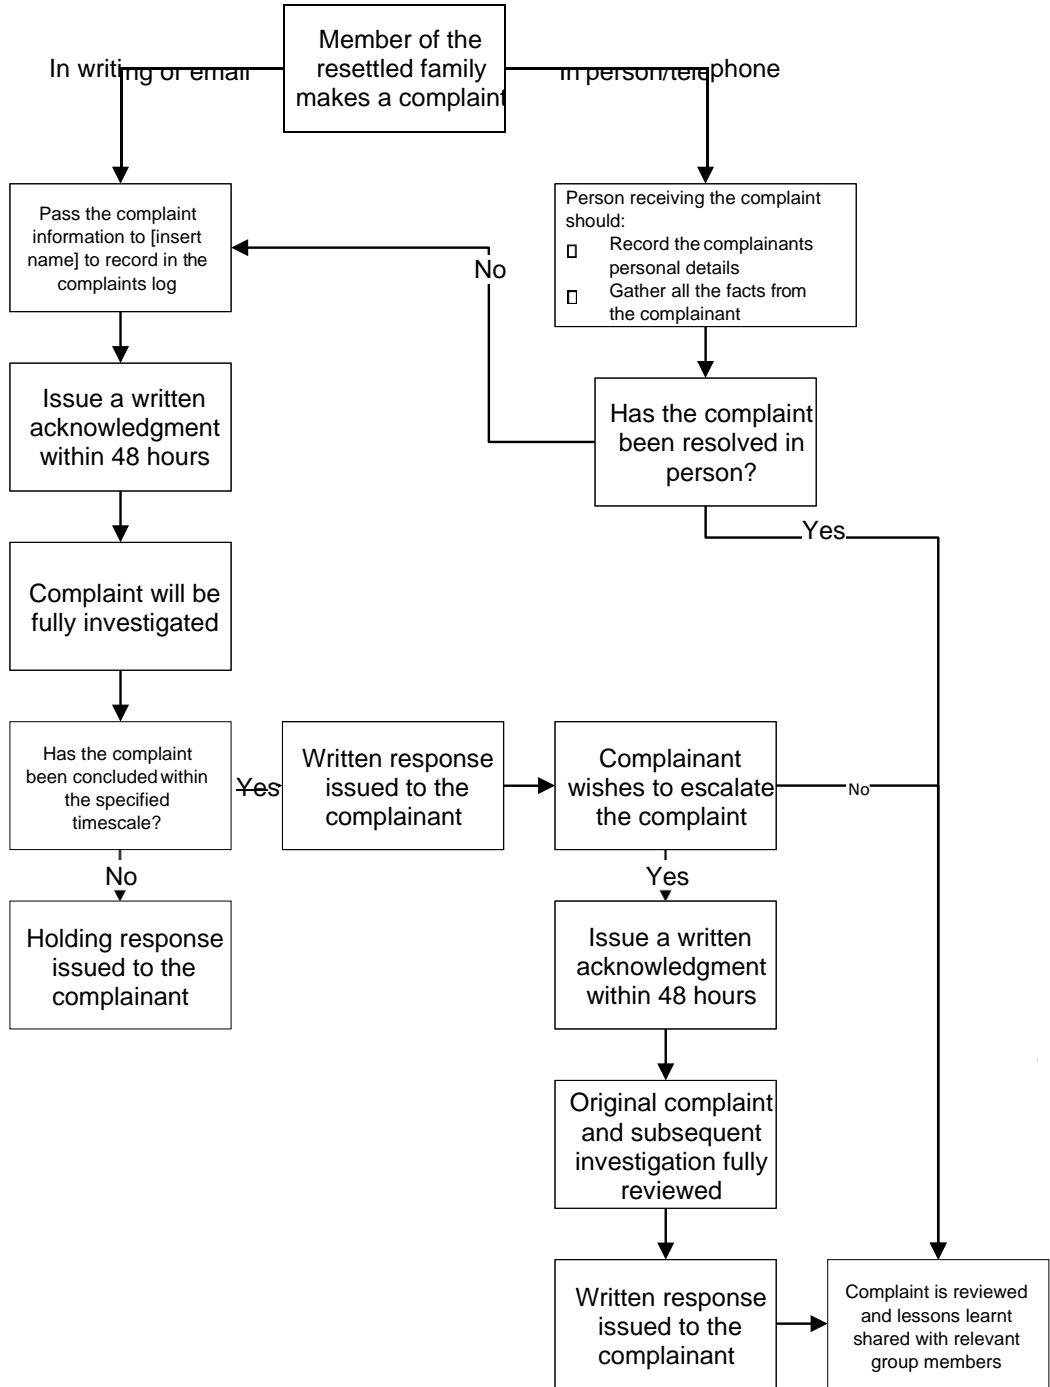 Member of the
resettled family
makes a complaint
In writing or email
In person/telephone
Pass the complaint
information to [insert
name] to record in the
complaints log
Person receiving the complaint
should:
Record the complainants
personal details
Gather all the facts from
the complainant
No
Issue a written
acknowledgment
within 48 hours
Has the complaint
been resolved in
person?
Yes
Complaint will be
fully investigated
Has the complaint
been concluded within
the specified
timescale?
Yes
Written response
issued to the
complainant
Complainant
wishes to escalate
the complaint
No
No
Yes
Holding response
issued to the
complainant
Issue a written
acknowledgment
within 48 hours
Original complaint
and subsequent
investigation fully
reviewed
Written response
issued to the
complainant
Complaint is reviewed
and lessons learnt
shared with relevant
group members